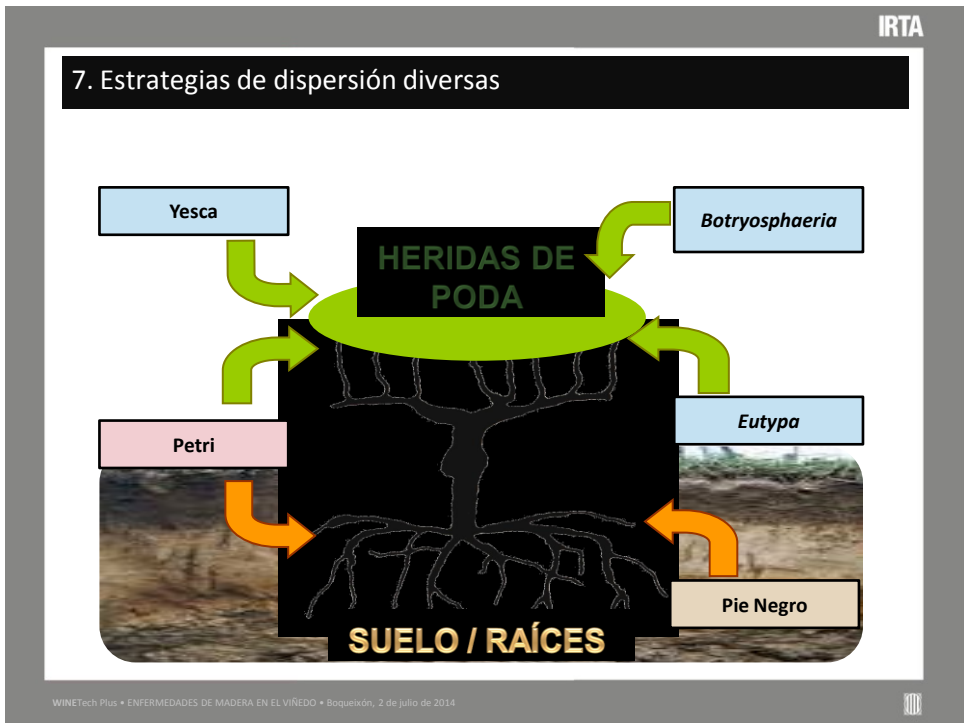 IRTA
7. Estrategias de dispersión diversas
Yesca
Botryosphaeria
HERIDAS DE
PODA
Petri
Eutypa
Pie Negro
SUELO / RAÍCES
WINETech Plus • ENFERMEDADES DE MADERA EN EL VIÑEDO • Boqueixón, 2 de julio de 2014